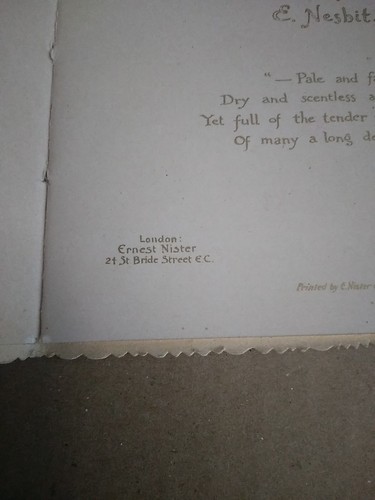 E. Nesbit.
"— Pale and
Dry and scentless
Yet full of the tender
Of many a long
London:
Ernest Nister
24 St Bride Street E.C.
Printed by E. Nister